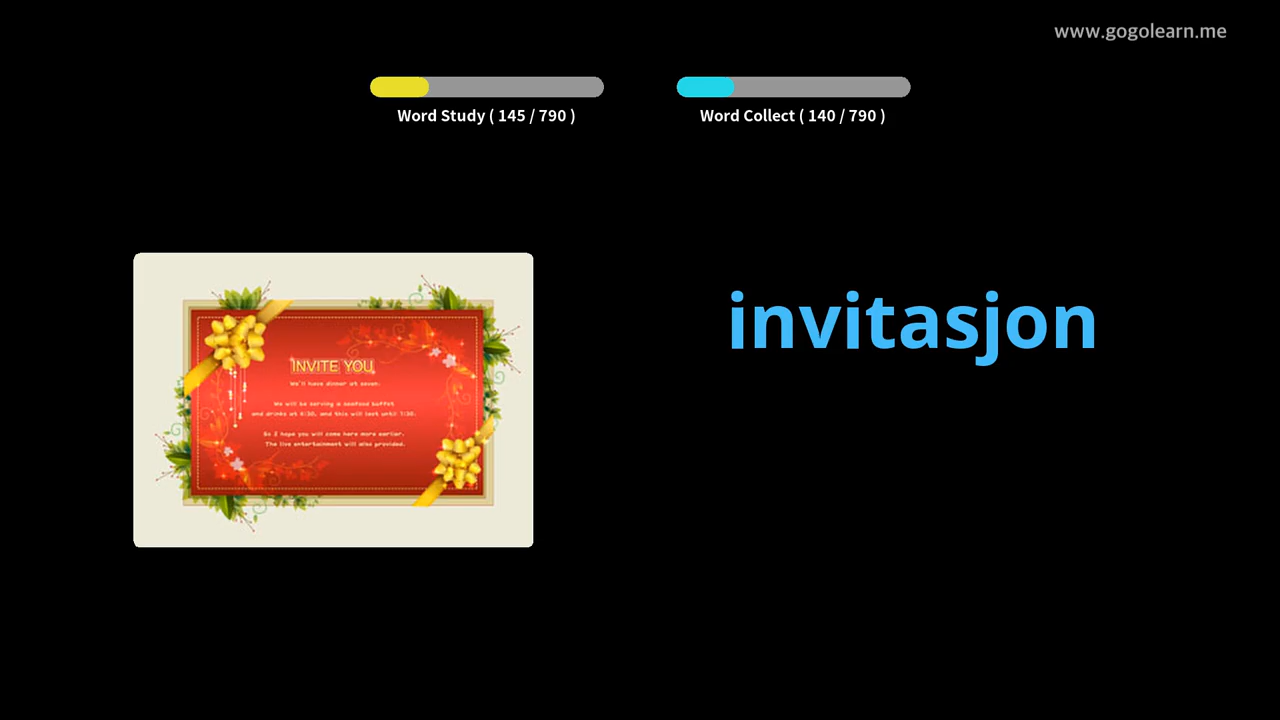 www.gogolearn.me
Word Study ( 145 / 790 )
Word Collect ( 140 / 790 )
invitasjon
INVITE YOU
We'll have dinner at seven.
We will be serving a seafood buffet
and drinks at 6:30, and this will last until 7:30.
So I hope you will come here more earlier.
The live entertainment will also provided.